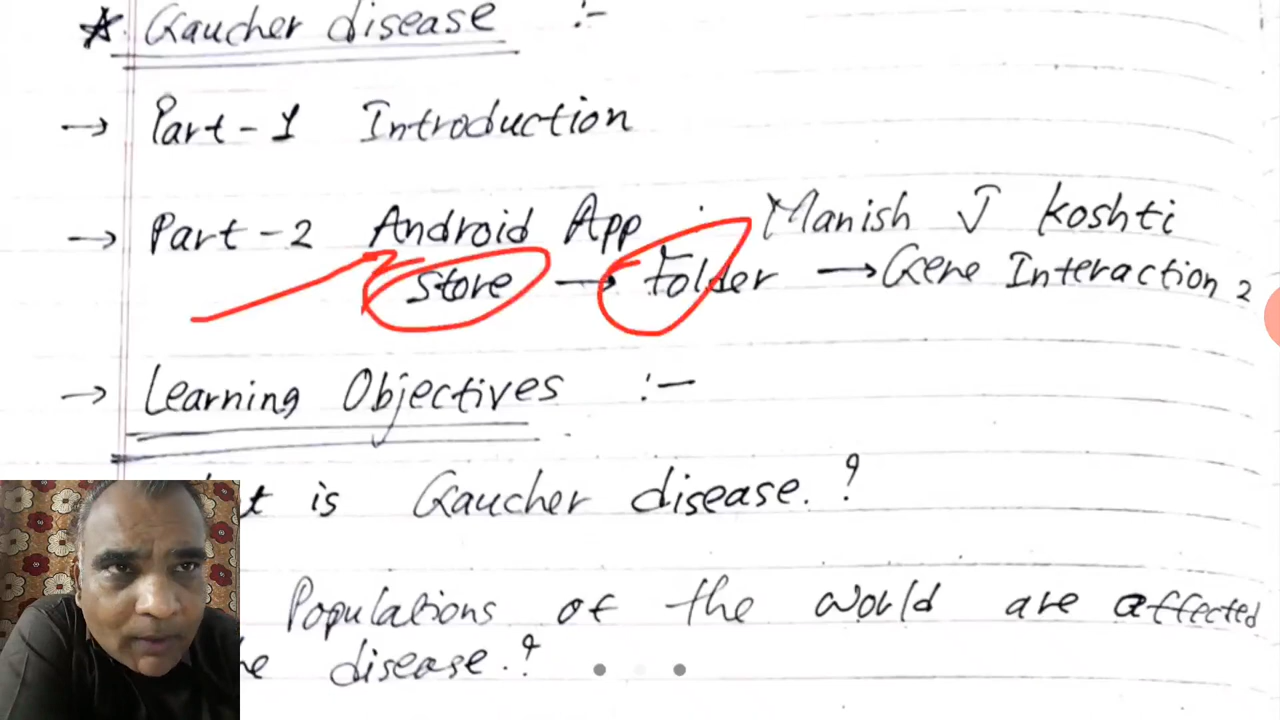 * Gaucher disease :-
→ Part-1 Introduction
→ Part-2 Android App : Manish J Koshti
Store → Folder → Gene Interaction 2
→ Learning Objectives :-
t is Gaucher disease.?
Populations of the world are affected
he disease.?